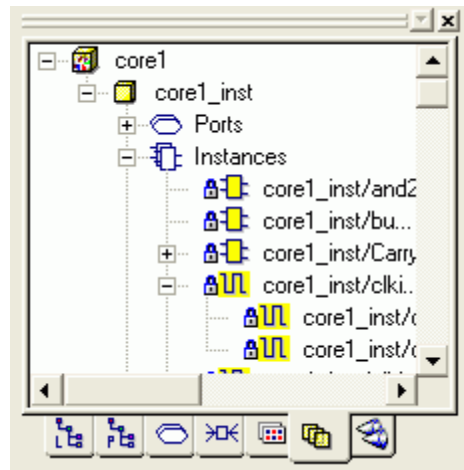 core1
core1_inst
Ports
Instances
core1_inst/and2
core1_inst/bu...
core1_inst/Carry
core1_inst/clki...
core1_inst/c
core1_inst/c
L
P